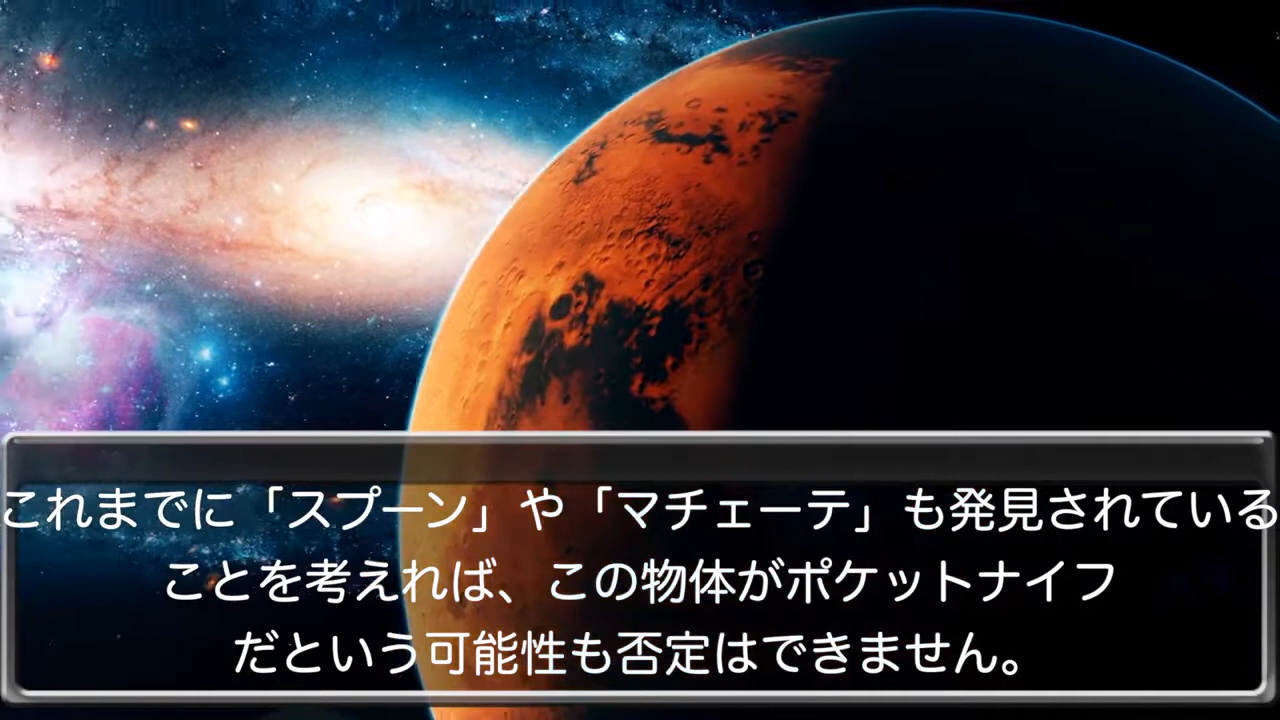 これまでに「スプーン」や「マチェーテ」も発見されている
ことを考えれば、この物体がポケットナイフ
だという可能性も否定はできません。